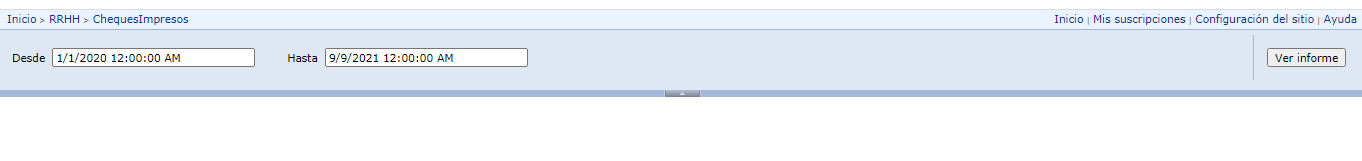 Inicio > RRHH > ChequesImpresos Inicio | Mis suscripciones | Configuración del sitio | Ayuda
Desde 1/1/2020 12:00:00 AM Hasta 9/9/2021 12:00:00 AM Ver informe